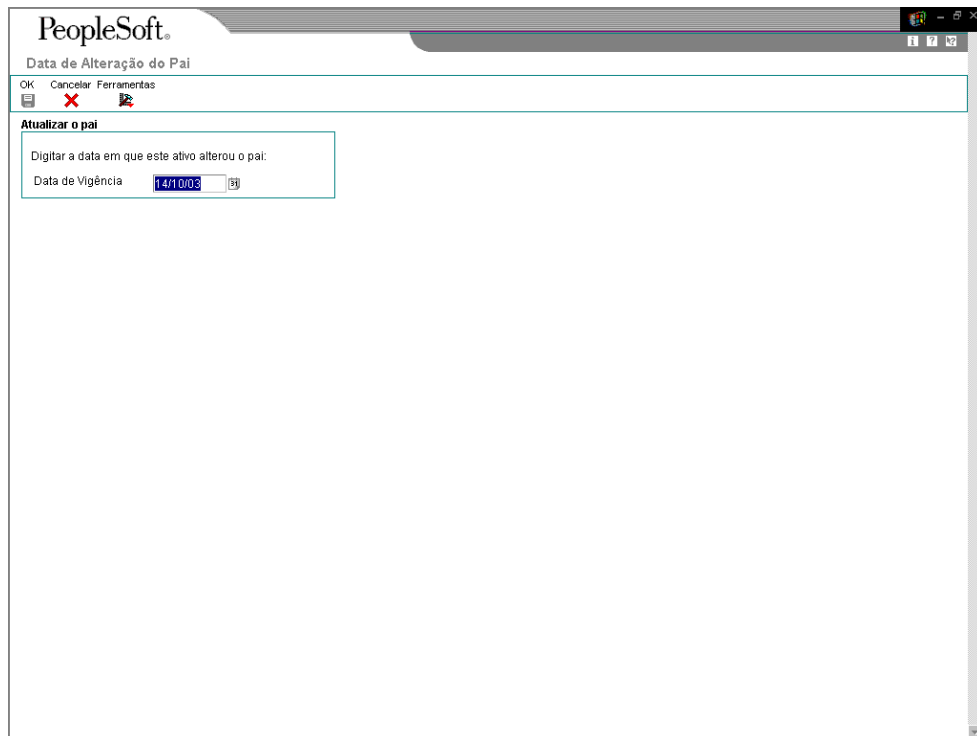 PeopleSoft®
Data de Alteração do Pai
OK Cancelar Ferramentas
Atualizar o pai
Digitar a data em que este ativo alterou o pai:
Data de Vigência 14/10/03